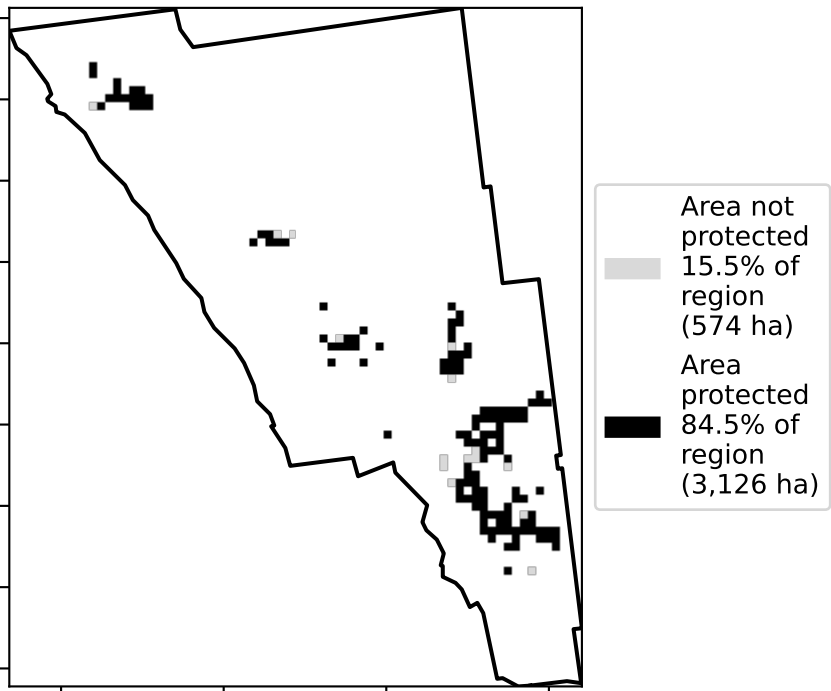 Area not
protected
15.5% of
region
(574 ha)
Area
protected
84.5% of
region
(3,126 ha)